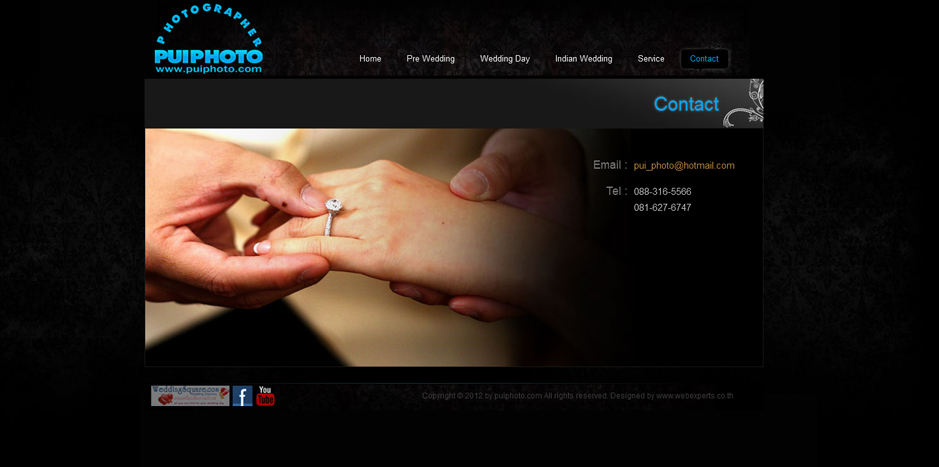 PHOTOGRAPHER
PUIPHOTO
www.puiphoto.com
Home Pre Wedding Wedding Day Indian Wedding Service Contact
Contact
Email : pui_photo@hotmail.com
Tel : 088-316-5566
081-627-6747
f
You
Tube
Copyright © 2012 by puiphoto.com All rights reserved. Designed by www.webexperts.co.th